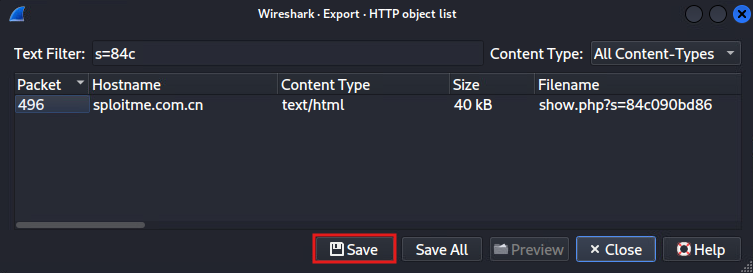 Wireshark · Export · HTTP object list
Text Filter: s=84c Content Type: All Content-Types
Packet Hostname Content Type Size Filename
496 sploitme.com.cn text/html 40 kB show.php?s=84c090bd86
Save Save All Preview Close Help